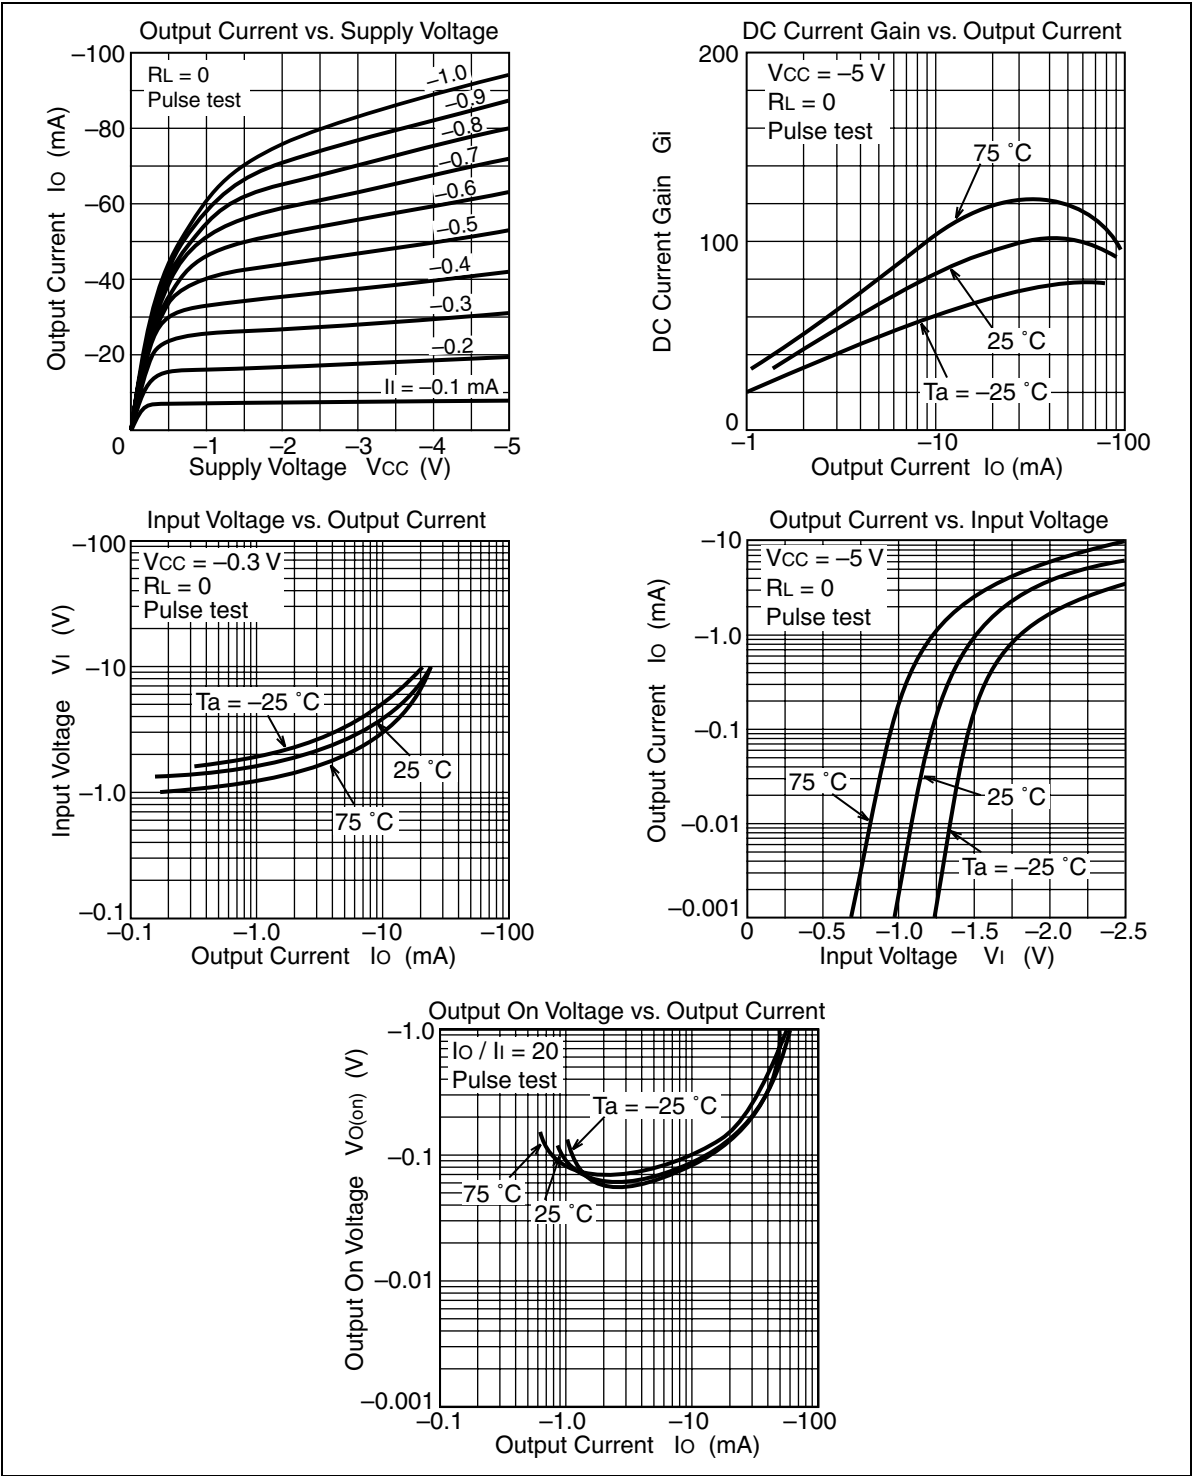 Output Current vs. Supply Voltage
–100
–80
–60
–40
–20
0
Output Current IO (mA)
RL = 0
Pulse test
–1.0
–0.9
–0.8
–0.7
–0.6
–0.5
–0.4
–0.3
–0.2
II = –0.1 mA
–1 –2 –3 –4 –5
Supply Voltage VCC (V)
DC Current Gain vs. Output Current
200
100
0
DC Current Gain Gi
VCC = –5 V
RL = 0
Pulse test
75 °C
25 °C
Ta = –25 °C
–1 –10 –100
Output Current IO (mA)
Input Voltage vs. Output Current
–100
–10
–1.0
–0.1
Input Voltage VI (V)
VCC = –0.3 V
RL = 0
Pulse test
Ta = –25 °C
25 °C
75 °C
–0.1 –1.0 –10 –100
Output Current IO (mA)
Output Current vs. Input Voltage
–10
–1.0
–0.1
–0.01
–0.001
Output Current IO (mA)
VCC = –5 V
RL = 0
Pulse test
75 °C
25 °C
Ta = –25 °C
0 –0.5 –1.0 –1.5 –2.0 –2.5
Input Voltage VI (V)
Output On Voltage vs. Output Current
–1.0
–0.1
–0.01
–0.001
Output On Voltage VO(on) (V)
IO / II = 20
Pulse test
Ta = –25 °C
75 °C
25 °C
–0.1 –1.0 –10 –100
Output Current IO (mA)